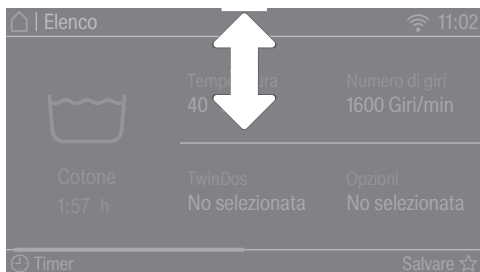 Elenco 11:02
Temperatura Numero di giri
40 1600 Giri/min
Cotone TwinDos Opzioni
1:57 h No selezionata No selezionata
Timer Salvare